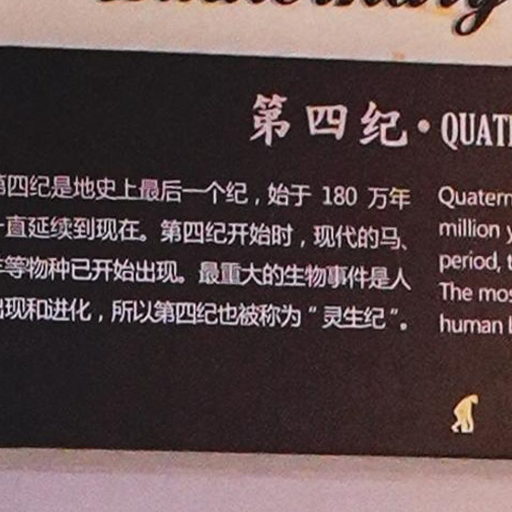 第四纪·QUAT
四纪是地史上最后一个纪，始于 180 万年
直延续到现在。第四纪开始时，现代的马、
等物种已开始出现。最重大的生物事件是人
现和进化，所以第四纪也被称为“灵生纪”。
Quatern
million y
period, t
The mos
human